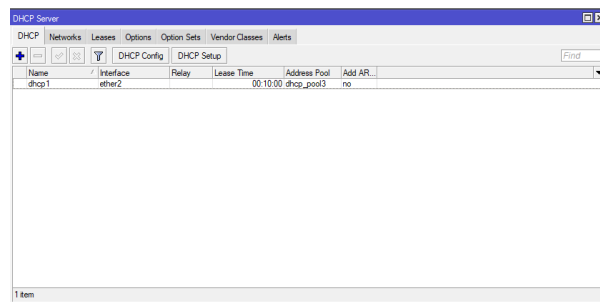 DHCP Server
DHCP Networks Leases Options Option Sets Vendor Classes Alerts
DHCP Config DHCP Setup Find
Name Interface Relay Lease Time Address Pool Add AR...
dhcp1 ether2 00:10:00 dhcp_pool3 no
1 item